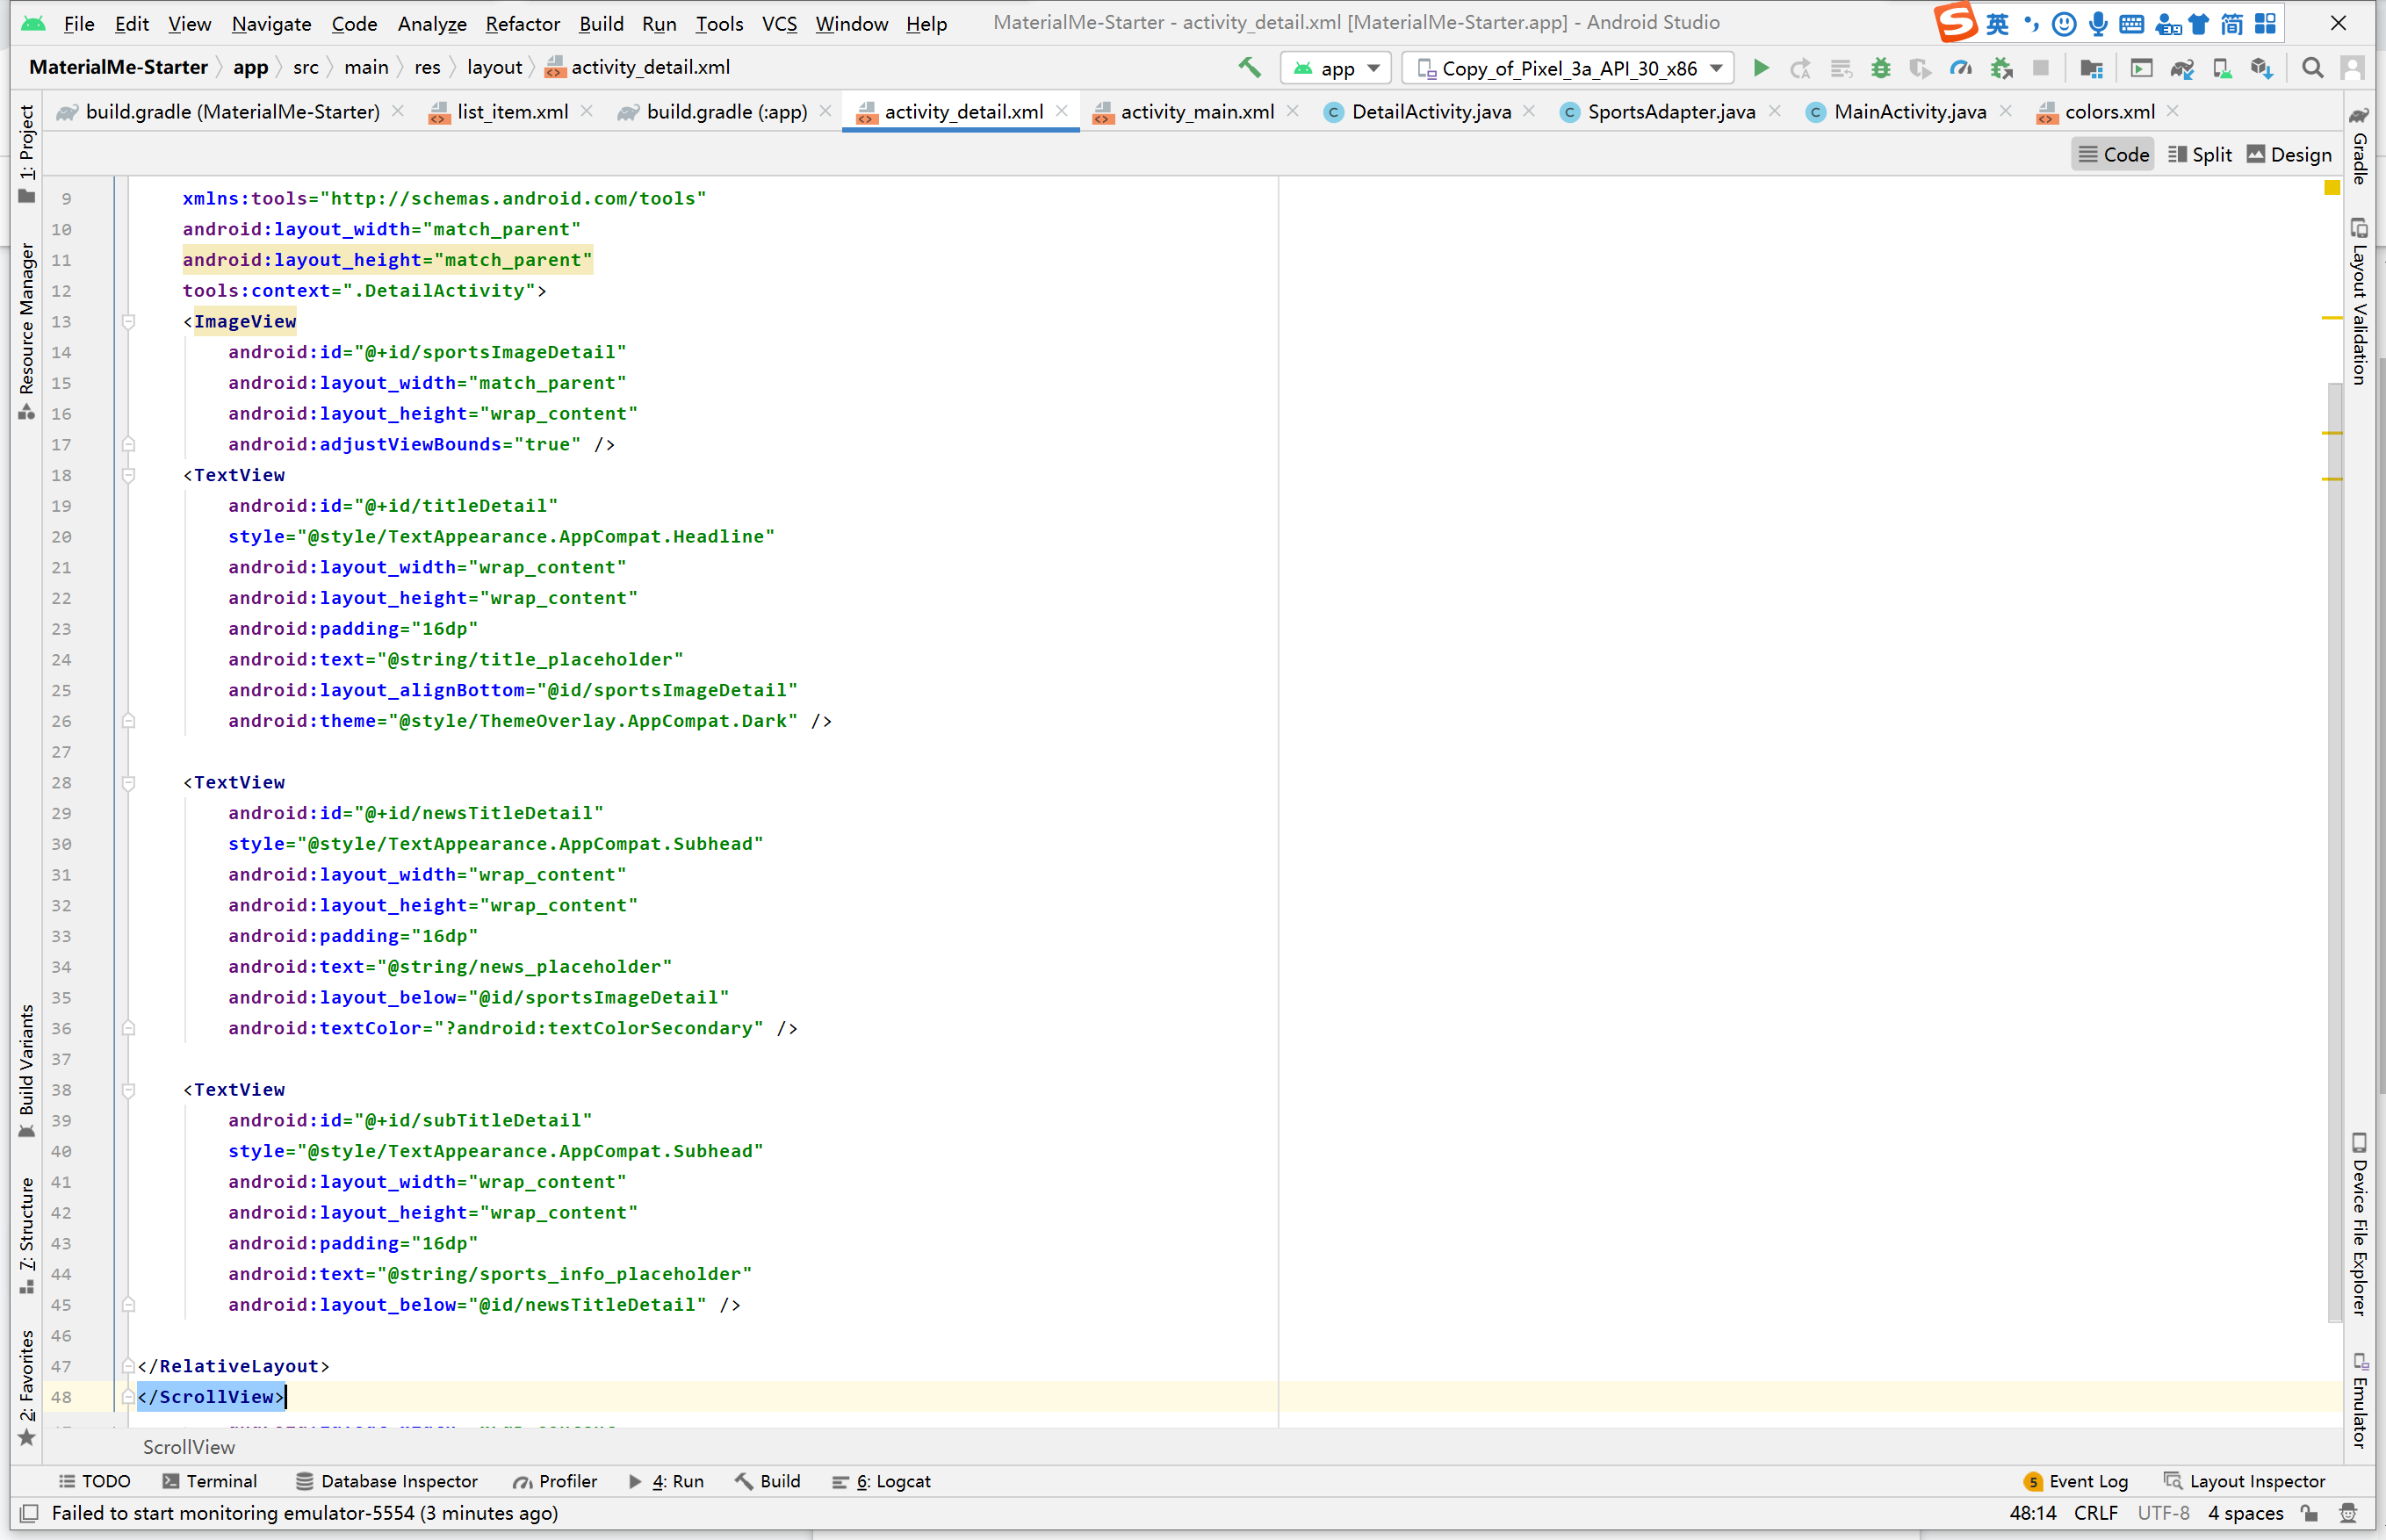 File Edit View Navigate Code Analyze Refactor Build Run Tools VCS Window Help MaterialMe-Starter - activity_detail.xml [MaterialMe-Starter.app] - Android Studio 英 简
MaterialMe-Starter app src main res layout activity_detail.xml app Copy_of_Pixel_3a_API_30_x86
build.gradle (MaterialMe-Starter) list_item.xml build.gradle (:app) activity_detail.xml activity_main.xml DetailActivity.java SportsAdapter.java MainActivity.java colors.xml
Code Split Design
1: Project
Resource Manager
Build Variants
7: Structure
2: Favorites
9 xmlns:tools="http://schemas.android.com/tools"
10 android:layout_width="match_parent"
11 android:layout_height="match_parent"
12 tools:context=".DetailActivity">
13 <ImageView
14 android:id="@+id/sportsImageDetail"
15 android:layout_width="match_parent"
16 android:layout_height="wrap_content"
17 android:adjustViewBounds="true" />
18 <TextView
19 android:id="@+id/titleDetail"
20 style="@style/TextAppearance.AppCompat.Headline"
21 android:layout_width="wrap_content"
22 android:layout_height="wrap_content"
23 android:padding="16dp"
24 android:text="@string/title_placeholder"
25 android:layout_alignBottom="@id/sportsImageDetail"
26 android:theme="@style/ThemeOverlay.AppCompat.Dark" />
27
28 <TextView
29 android:id="@+id/newsTitleDetail"
30 style="@style/TextAppearance.AppCompat.Subhead"
31 android:layout_width="wrap_content"
32 android:layout_height="wrap_content"
33 android:padding="16dp"
34 android:text="@string/news_placeholder"
35 android:layout_below="@id/sportsImageDetail"
36 android:textColor="?android:textColorSecondary" />
37
38 <TextView
39 android:id="@+id/subTitleDetail"
40 style="@style/TextAppearance.AppCompat.Subhead"
41 android:layout_width="wrap_content"
42 android:layout_height="wrap_content"
43 android:padding="16dp"
44 android:text="@string/sports_info_placeholder"
45 android:layout_below="@id/newsTitleDetail" />
46
47 </RelativeLayout>
48 </ScrollView>
Gradle
Layout Validation
Device File Explorer
Emulator
ScrollView
TODO Terminal Database Inspector Profiler 4: Run Build 6: Logcat 5 Event Log Layout Inspector
Failed to start monitoring emulator-5554 (3 minutes ago) 48:14 CRLF UTF-8 4 spaces